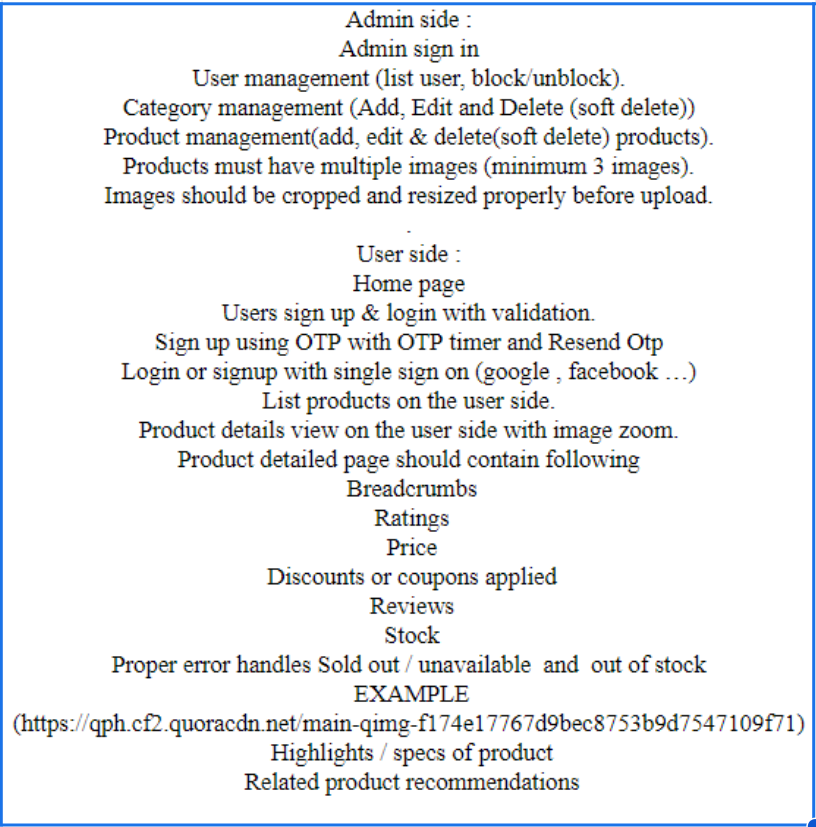 Admin side :
Admin sign in
User management (list user, block/unblock).
Category management (Add, Edit and Delete (soft delete))
Product management(add, edit & delete(soft delete) products).
Products must have multiple images (minimum 3 images).
Images should be cropped and resized properly before upload.
.
User side :
Home page
Users sign up & login with validation.
Sign up using OTP with OTP timer and Resend Otp
Login or signup with single sign on (google , facebook …)
List products on the user side.
Product details view on the user side with image zoom.
Product detailed page should contain following
Breadcrumbs
Ratings
Price
Discounts or coupons applied
Reviews
Stock
Proper error handles Sold out / unavailable  and  out of stock
EXAMPLE
(https://qph.cf2.quoracdn.net/main-qimg-f174e17767d9bec8753b9d7547109f71)
Highlights / specs of product
Related product recommendations